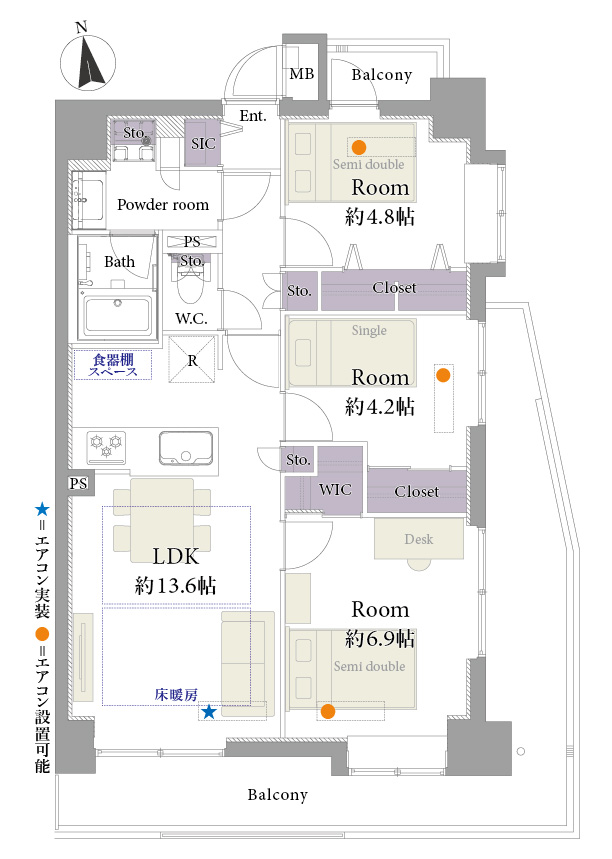 N
MB
Balcony
Ent.
Sto.
SIC
Semi double
Room
約4.8帖
Powder room
PS
Sto.
Bath
W.C.
Sto.
Closet
食器棚
スペース
R
Single
Room
約4.2帖
Sto.
WIC
Closet
PS
Desk
LDK
約13.6帖
Room
約6.9帖
Semi double
床暖房
★=エアコン実装 ●=エアコン設置可能
Balcony